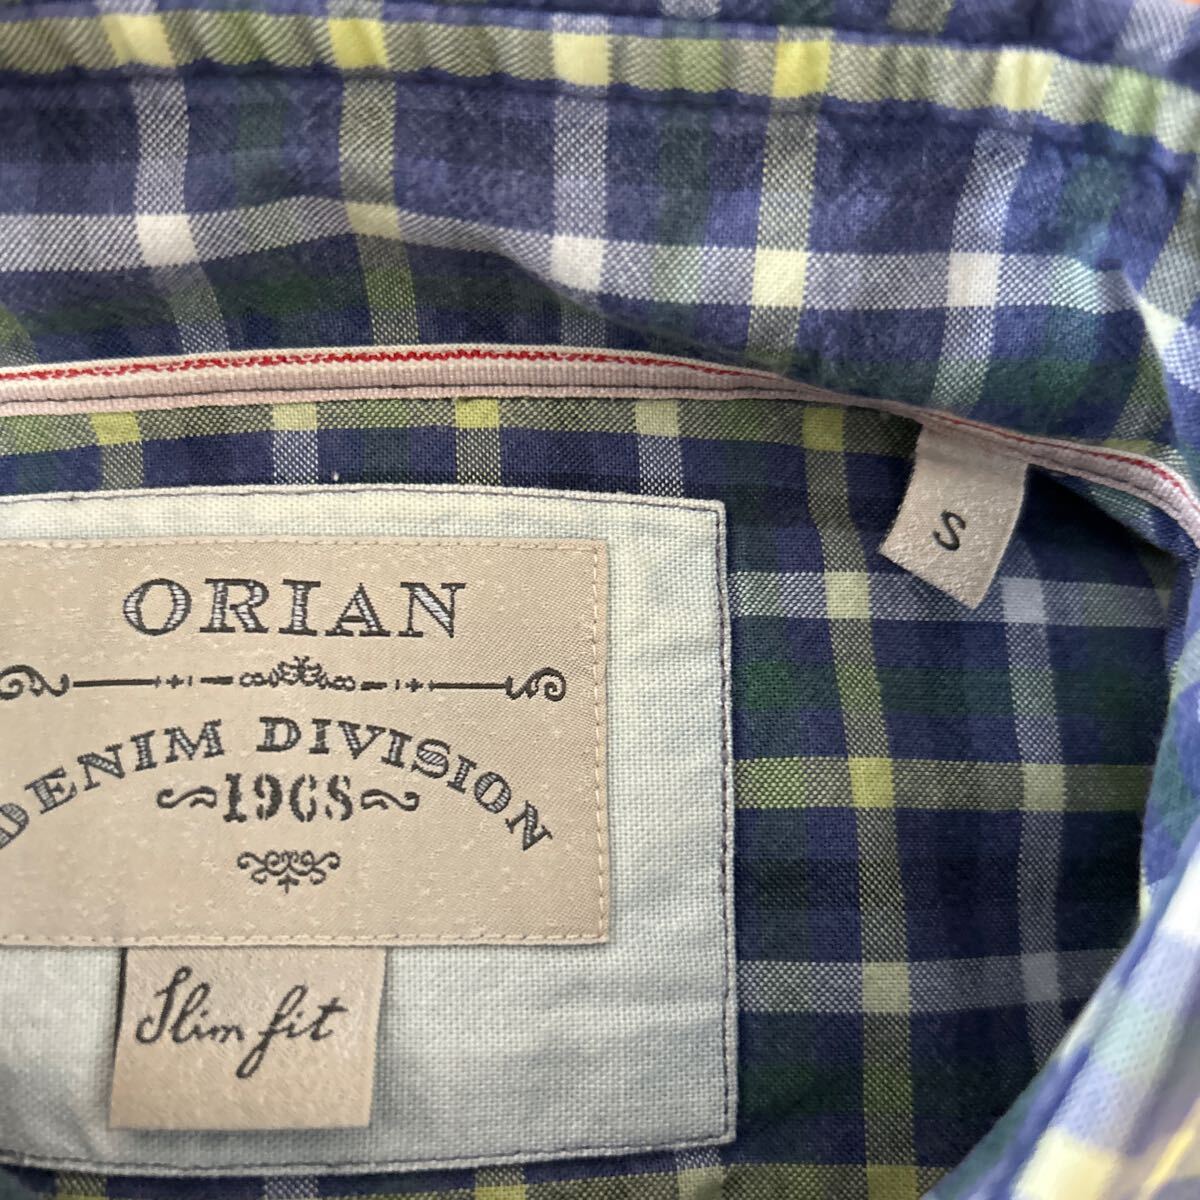 ORIAN
DENIM DIVISION
1968
Slim fit
S